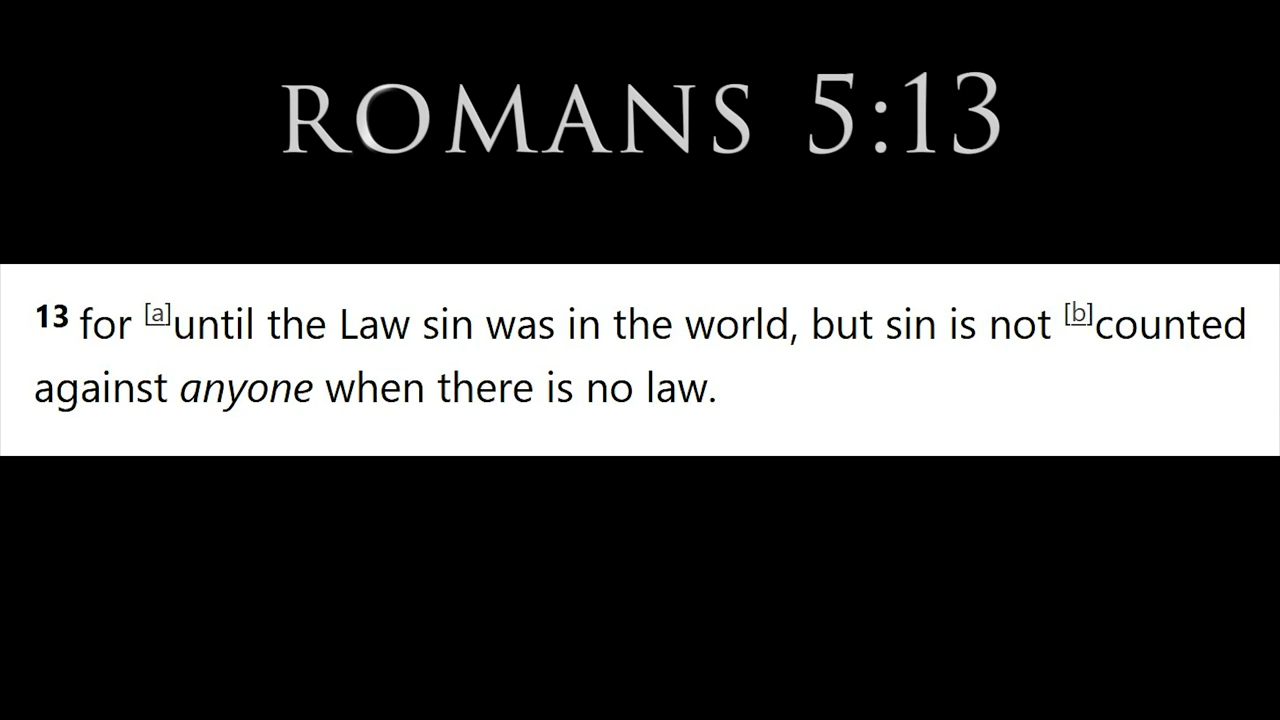 ROMANS 5:13
13 for [a]until the Law sin was in the world, but sin is not [b]counted
against anyone when there is no law.